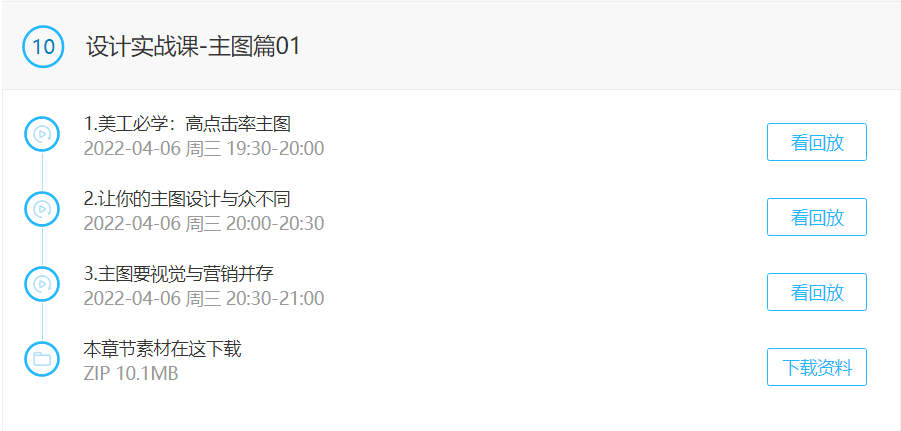 10 设计实战课-主图篇01
1.美工必学：高点击率主图
2022-04-06 周三 19:30-20:00
看回放
2.让你的主图设计与众不同
2022-04-06 周三 20:00-20:30
看回放
3.主图要视觉与营销并存
2022-04-06 周三 20:30-21:00
看回放
本章节素材在这下载
ZIP 10.1MB
下载资料